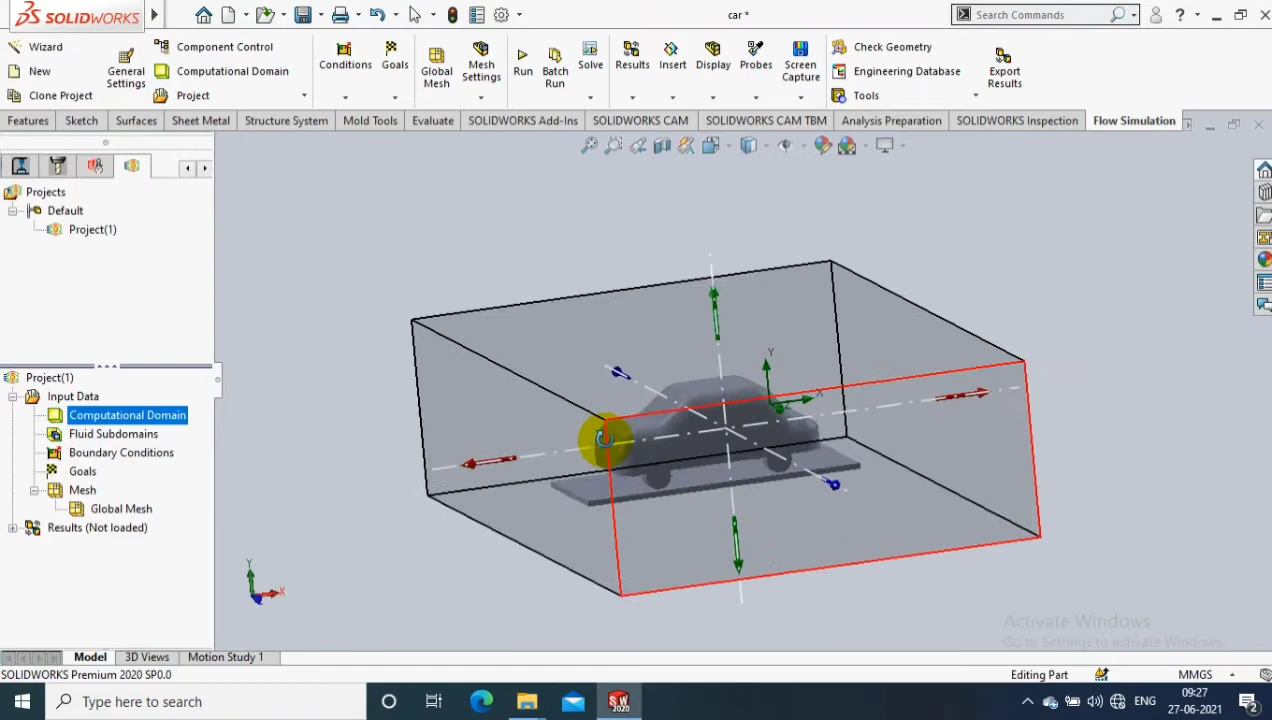 SOLIDWORKS
car *
Search Commands
?
Wizard
New
Clone Project
General
Settings
Component Control
Computational Domain
Project
Conditions
Goals
Global
Mesh
Mesh
Settings
Run
Batch
Run
Solve
Results
Insert
Display
Probes
Screen
Capture
Check Geometry
Engineering Database
Tools
Export
Results
Features
Sketch
Surfaces
Sheet Metal
Structure System
Mold Tools
Evaluate
SOLIDWORKS Add-Ins
SOLIDWORKS CAM
SOLIDWORKS CAM TBM
Analysis Preparation
SOLIDWORKS Inspection
Flow Simulation
Projects
Default
Project(1)
Project(1)
Input Data
Computational Domain
Fluid Subdomains
Boundary Conditions
Goals
Mesh
Global Mesh
Results (Not loaded)
Y
X
Y
X
Activate Windows
Go to Settings to activate Windows.
Model
3D Views
Motion Study 1
SOLIDWORKS Premium 2020 SP0.0
Editing Part
MMGS
Type here to search
SW
2020
ENG
09:27
27-06-2021
2